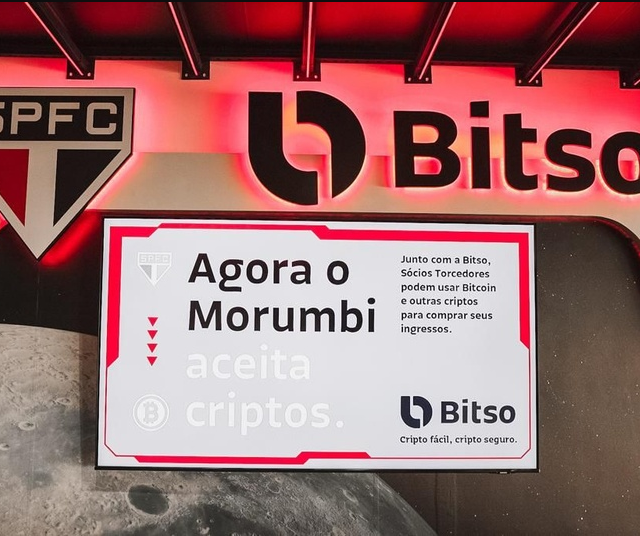 SPFC
Bitso
SPFC
Agora o
Morumbi
aceita
criptos.
Junto com a Bitso,
Sócios Torcedores
podem usar Bitcoin
e outras criptos
para comprar seus
ingressos.
Bitso
Cripto fácil, cripto seguro.